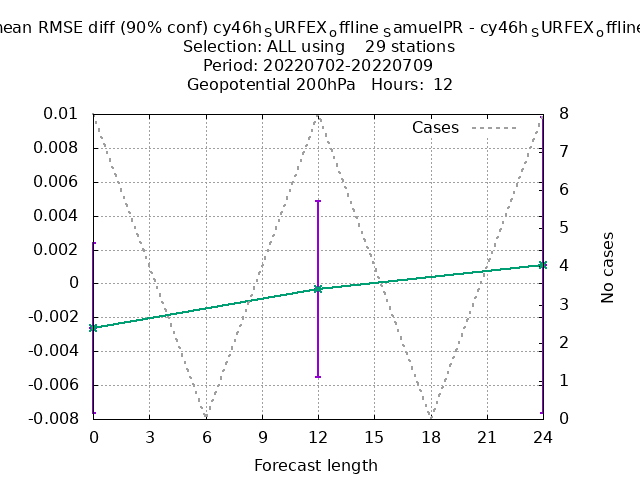 nean RMSE diff (90% conf) cy46hSURFEXoffline SamuelPR - cy46hSURFEXoffline
Selection: ALL using 29 stations
Period: 20220702-20220709
Geopotential 200hPa Hours: 12
Cases
0.01
0.008
0.006
0.004
0.002
0
-0.002
-0.004
-0.006
-0.008
8
7
6
5
4
3
2
1
0
No cases
0 3 6 9 12 15 18 21 24
Forecast length